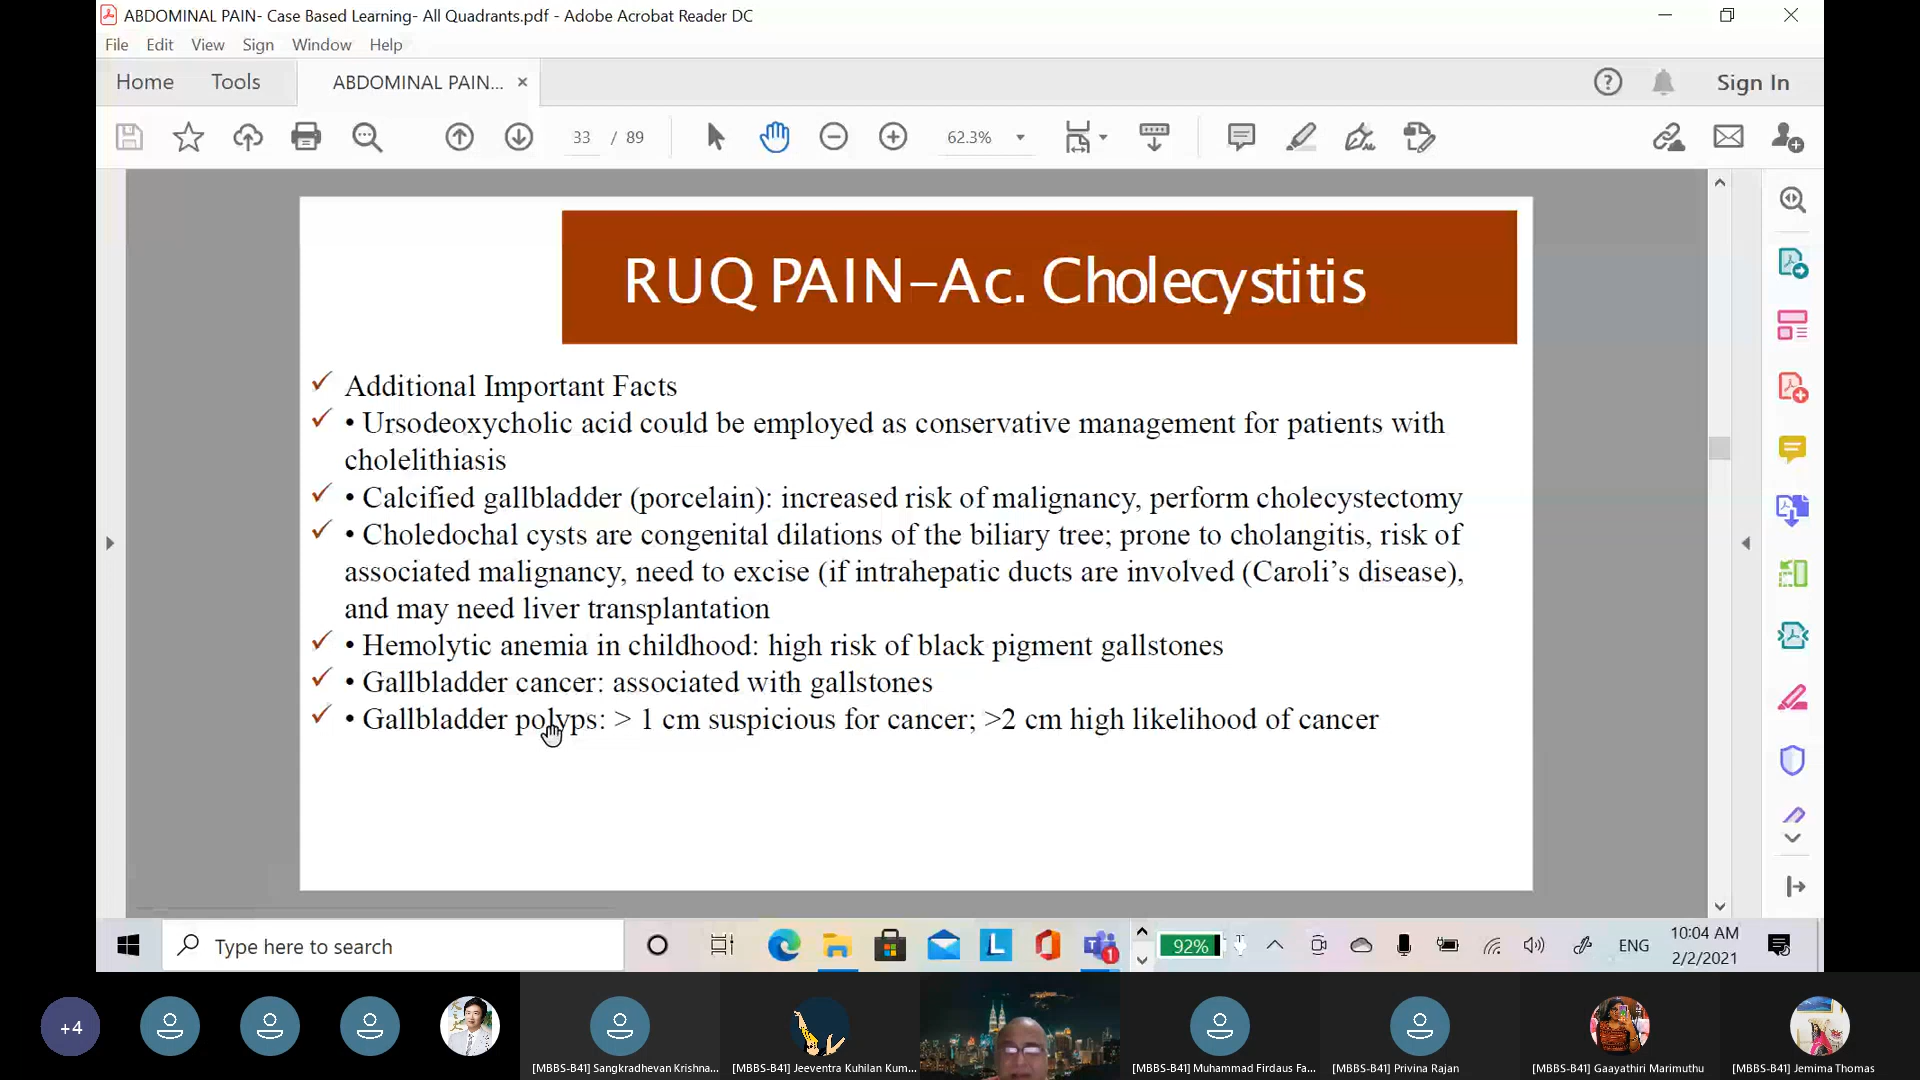 ABDOMINAL PAIN- Case Based Learning- All Quadrants.pdf - Adobe Acrobat Reader DC
File Edit View Sign Window Help
Home Tools ABDOMINAL PAIN... × Sign In
33 / 89 62.3%
RUQ PAIN–Ac. Cholecystitis
✓ Additional Important Facts
✓ • Ursodeoxycholic acid could be employed as conservative management for patients with
cholelithiasis
✓ • Calcified gallbladder (porcelain): increased risk of malignancy, perform cholecystectomy
✓ • Choledochal cysts are congenital dilations of the biliary tree; prone to cholangitis, risk of
associated malignancy, need to excise (if intrahepatic ducts are involved (Caroli’s disease),
and may need liver transplantation
✓ • Hemolytic anemia in childhood: high risk of black pigment gallstones
✓ • Gallbladder cancer: associated with gallstones
✓ • Gallbladder polyps: > 1 cm suspicious for cancer; >2 cm high likelihood of cancer
Type here to search
L
1
92%
ENG
10:04 AM
2/2/2021
+4
[MBBS-B41] Sangkradhevan Krishna...
[MBBS-B41] Jeeventra Kuhilan Kum...
[MBBS-B41] Muhammad Firdaus Fa...
[MBBS-B41] Privina Rajan
[MBBS-B41] Gaayathiri Marimuthu
[MBBS-B41] Jemima Thomas